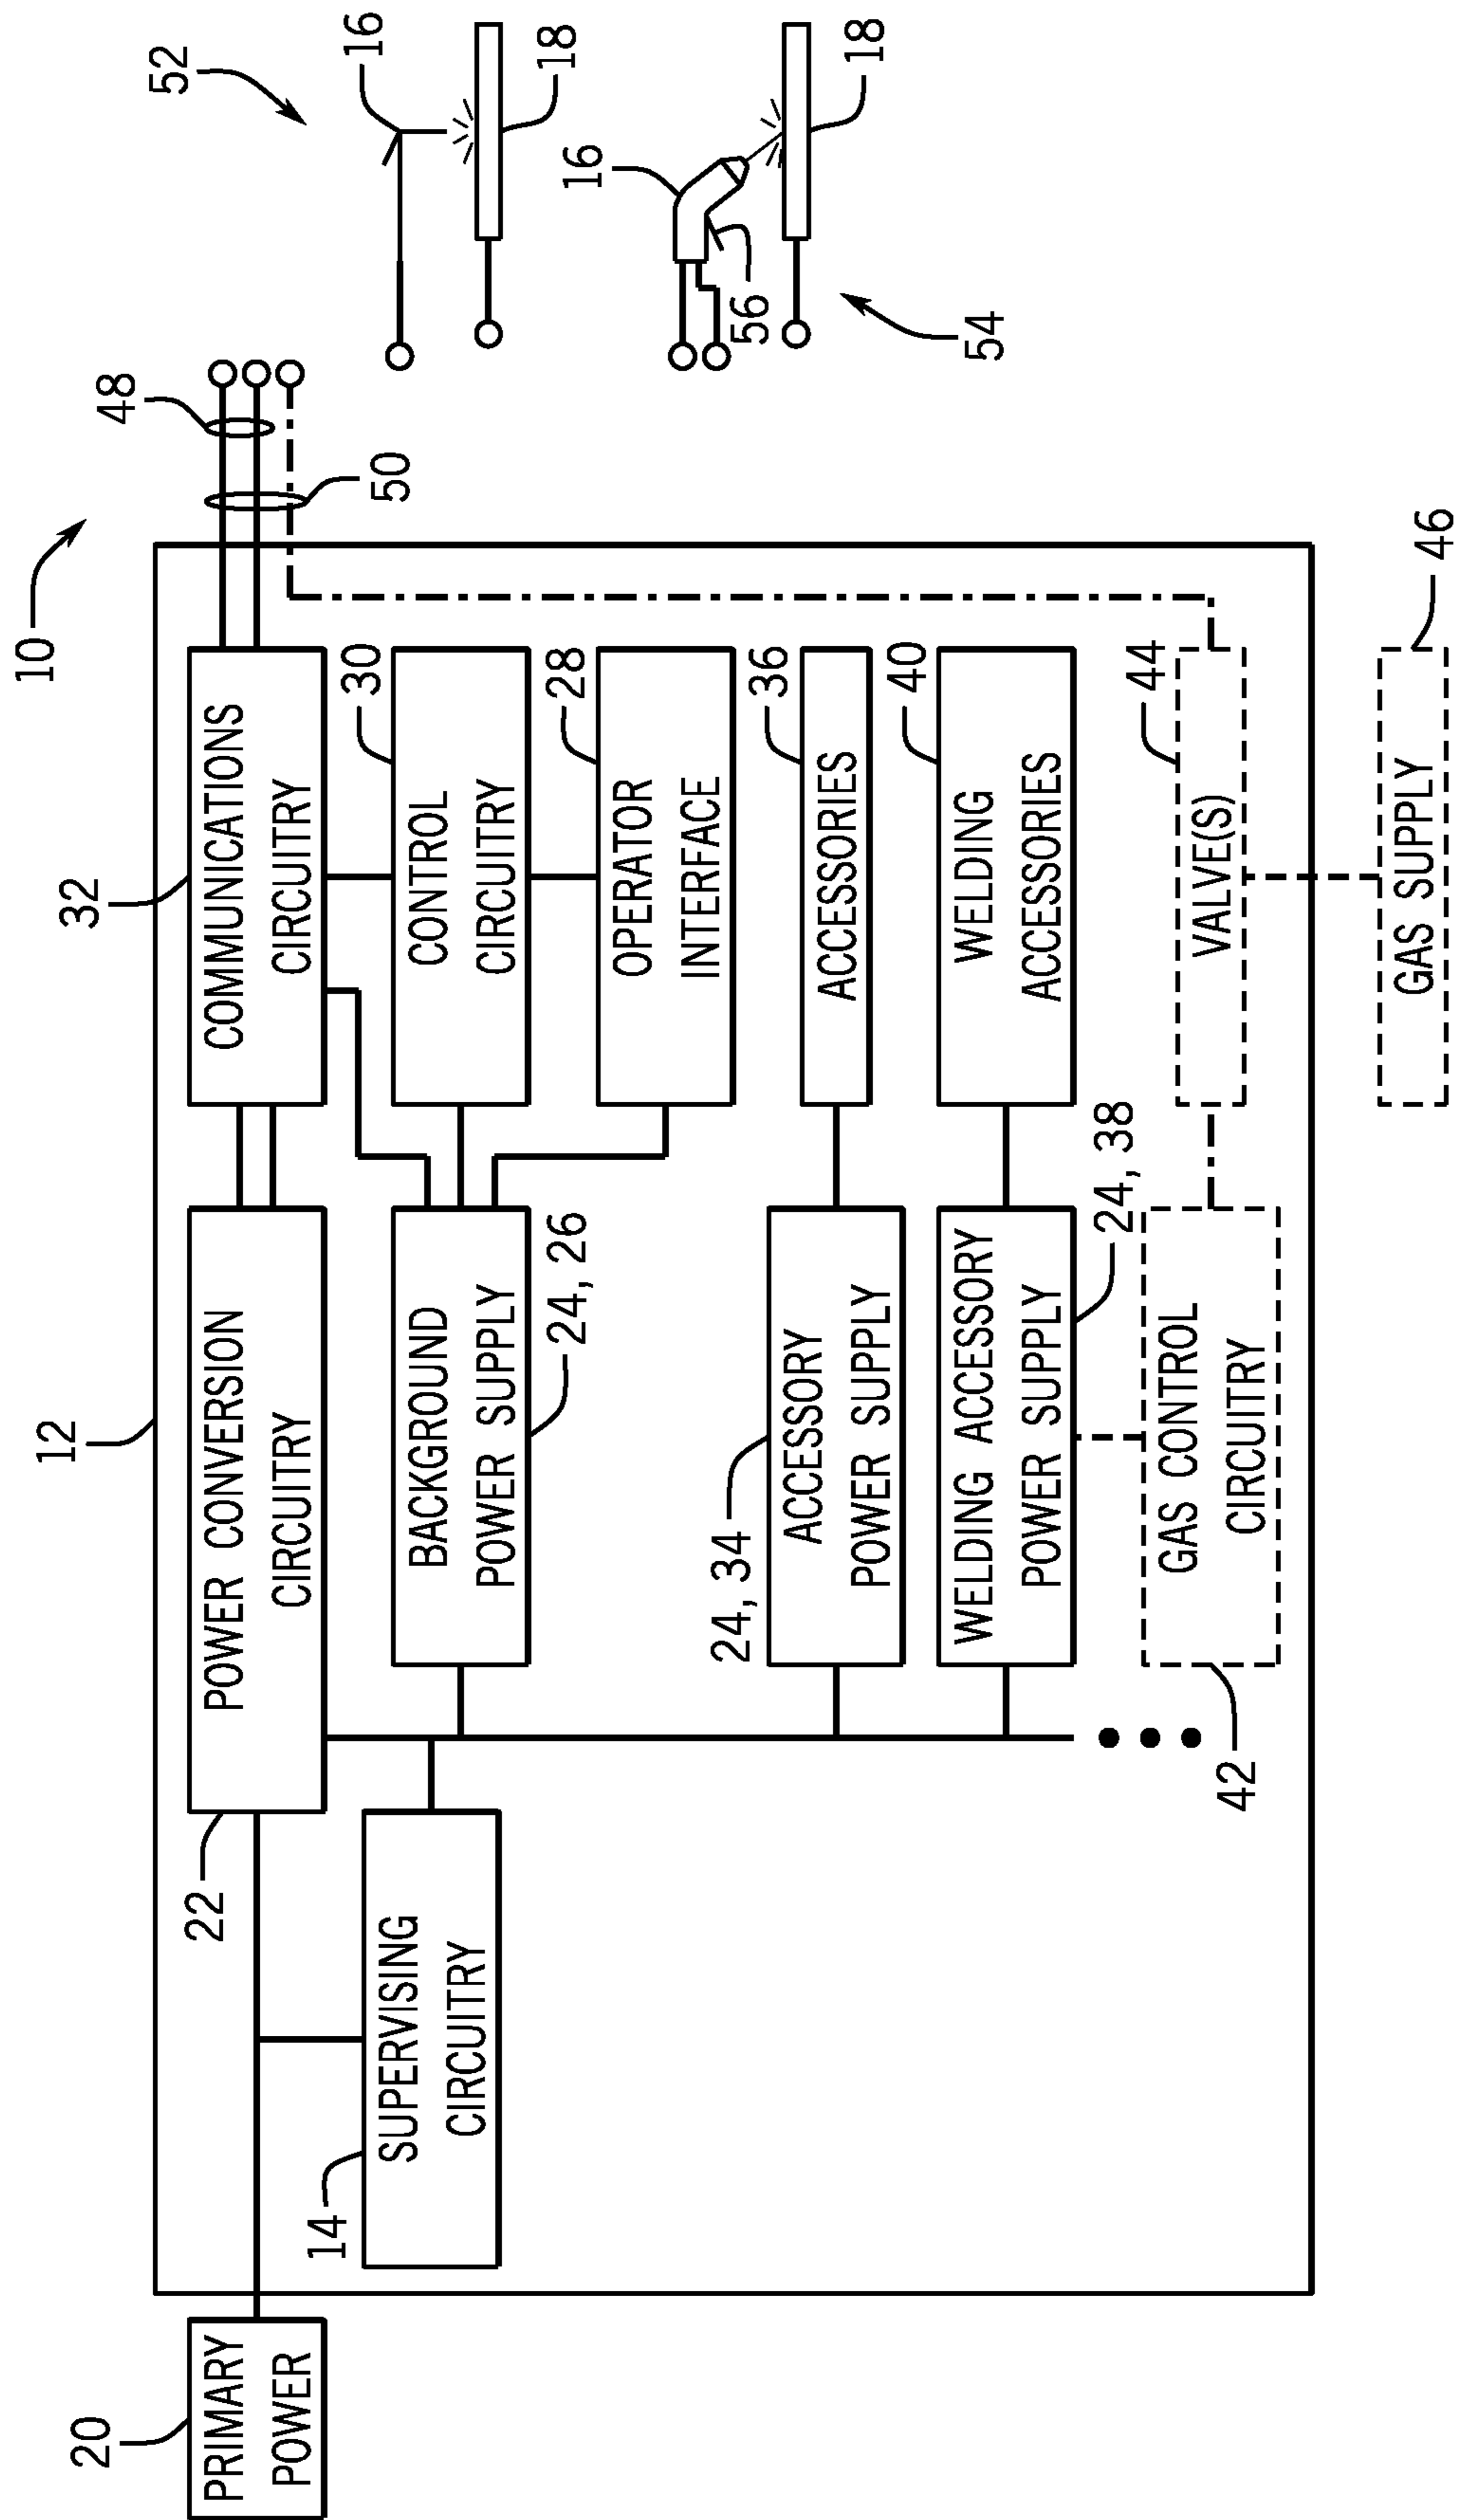 10
52
48
16
32
12
50
18
20
22
PRIMARY
POWER
POWER CONVERSION
CIRCUITRY
COMMUNICATIONS
CIRCUITRY
14
30
SUPERVISING
CIRCUITRY
BACKGROUND
POWER SUPPLY
CONTROL
CIRCUITRY
24, 26
28
16
OPERATOR
INTERFACE
56
24, 34
36
18
ACCESSORY
POWER SUPPLY
ACCESSORIES
40
54
WELDING ACCESSORY
POWER SUPPLY
WELDING
ACCESSORIES
24, 38
44
42
GAS CONTROL
CIRCUITRY
VALVE(S)
46
GAS SUPPLY